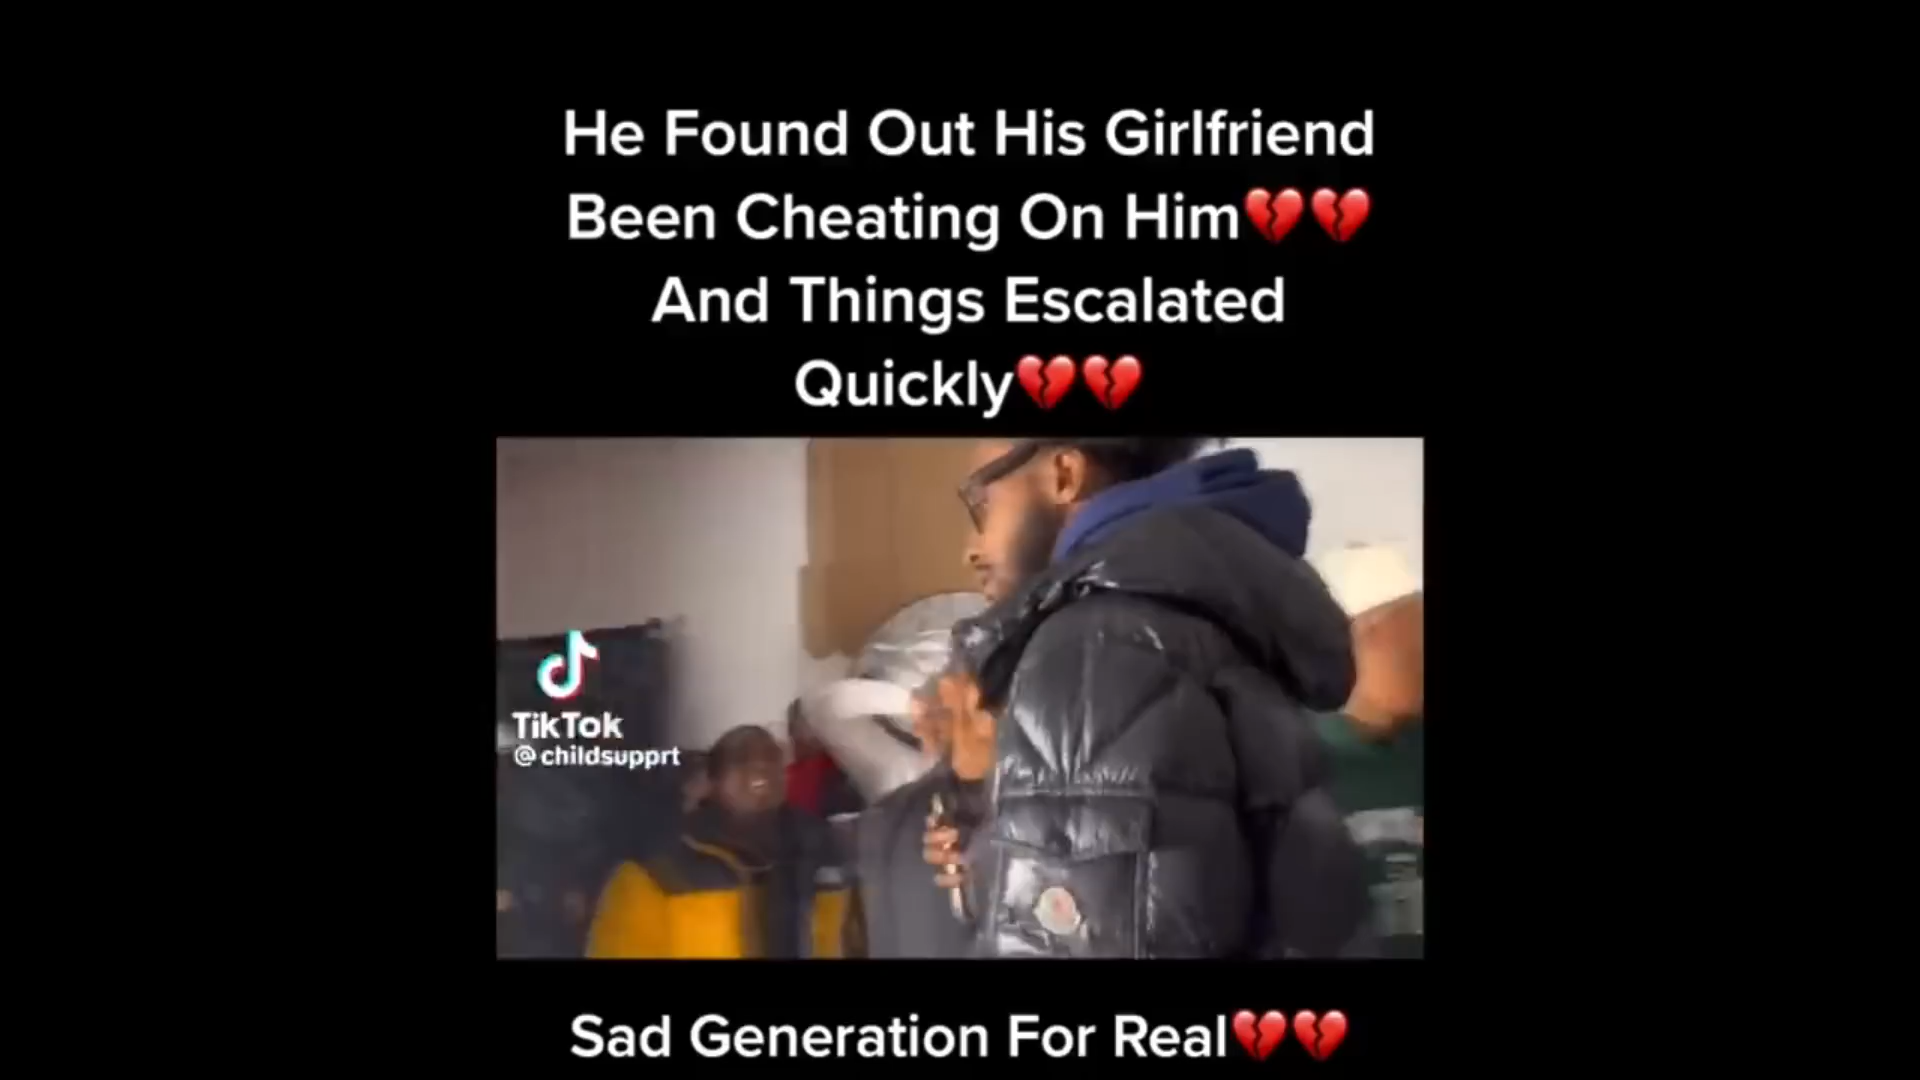 He Found Out His Girlfriend
Been Cheating On Him💔💔
And Things Escalated
Quickly💔💔
TikTok
@childsupprt
Sad Generation For Real💔💔